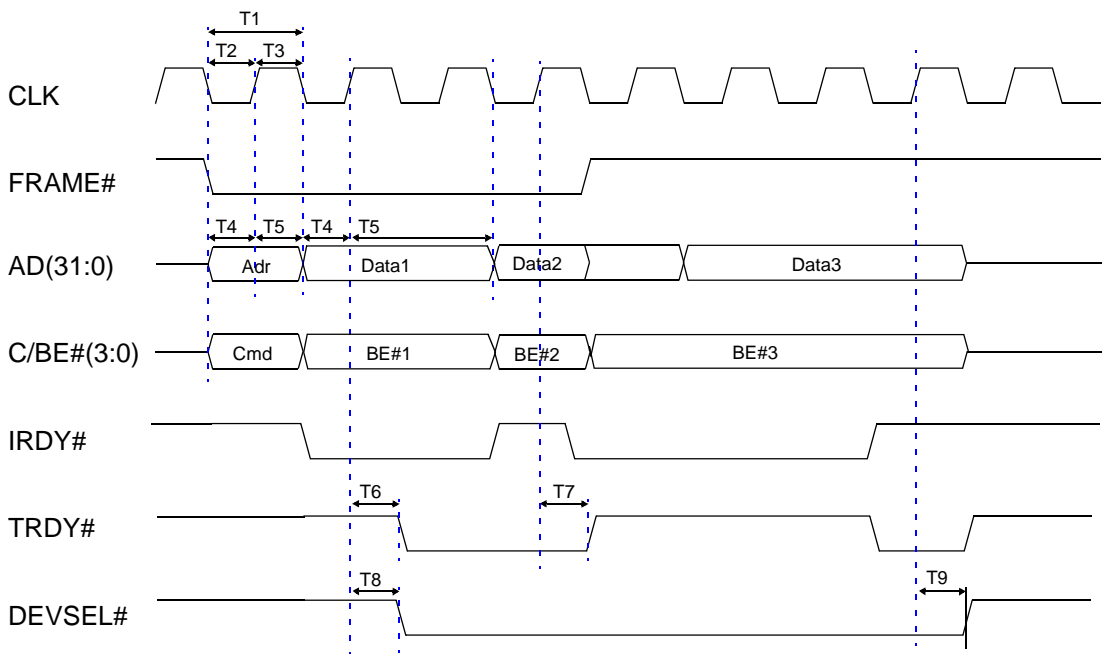 T1
T2 T3
CLK
FRAME#
T4 T5 T4 T5
AD(31:0) Adr Data1 Data2 Data3
C/BE#(3:0) Cmd BE#1 BE#2 BE#3
IRDY#
T6 T7
TRDY#
T8 T9
DEVSEL#